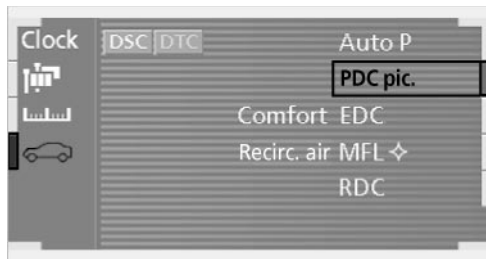 Clock DSC DTC Auto P
PDC pic.
Comfort EDC
Recirc. air MFL
RDC